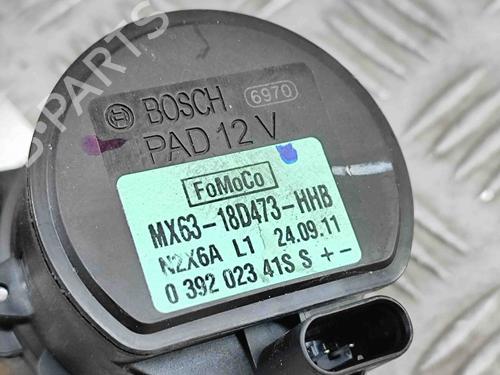 BOSCH 6970
PAD 12 V
FoMoCo
MX63-18D473-HHB
N2X6A L1 24.09.11
0 392 023 41S S + -